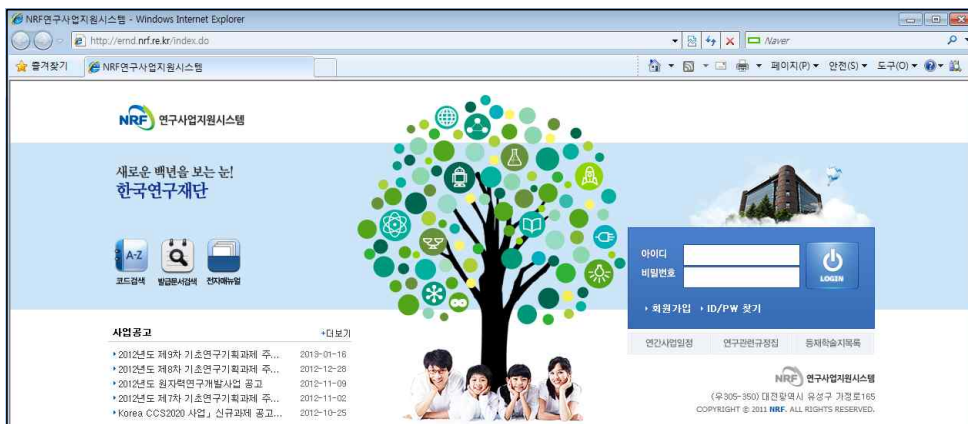 NRF연구사업지원시스템 - Windows Internet Explorer
http://ernd.nrf.re.kr/index.do
Naver
즐겨찾기
NRF연구사업지원시스템
페이지(P)
안전(S)
도구(O)
NRF 연구사업지원시스템
새로운 백년을 보는 눈!
한국연구재단
A-Z
코드검색
발급문서검색
전자매뉴얼
아이디
비밀번호
LOGIN
회원가입
ID/PW 찾기
사업공고
+더보기
2012년도 제9차 기초연구기획과제 주... 2013-01-16
2012년도 제8차 기초연구기획과제 주... 2012-12-28
2012년도 원자력연구개발사업 공고 2012-11-09
2012년도 제7차 기초연구기획과제 주... 2012-11-02
Korea CCS2020 사업」 신규과제 공고... 2012-10-25
연간사업일정
연구관련규정집
등재학술지목록
NRF 연구사업지원시스템
(우305-350) 대전광역시 유성구 가정로165
COPYRIGHT @ 2011 NRF. ALL RIGHTS RESERVED.